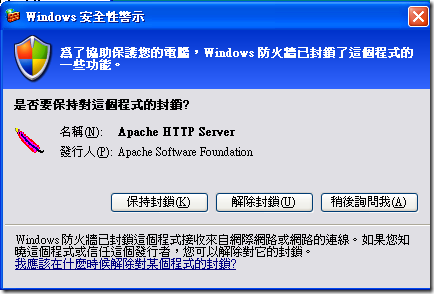 Windows 安全性警示
為了協助保護您的電腦，Windows 防火牆已封鎖了這個程式的
一些功能。
是否要保持對這個程式的封鎖?
名稱(N): Apache HTTP Server
發行人(P): Apache Software Foundation
保持封鎖(K) 解除封鎖(U) 稍後詢問我(A)
Windows 防火牆已封鎖這個程式接收來自網際網路或網路的連線。如果您知
曉這個程式或信任這個發行者，您可以解除對它的封鎖。
我應該在什麼時候解除對某個程式的封鎖?